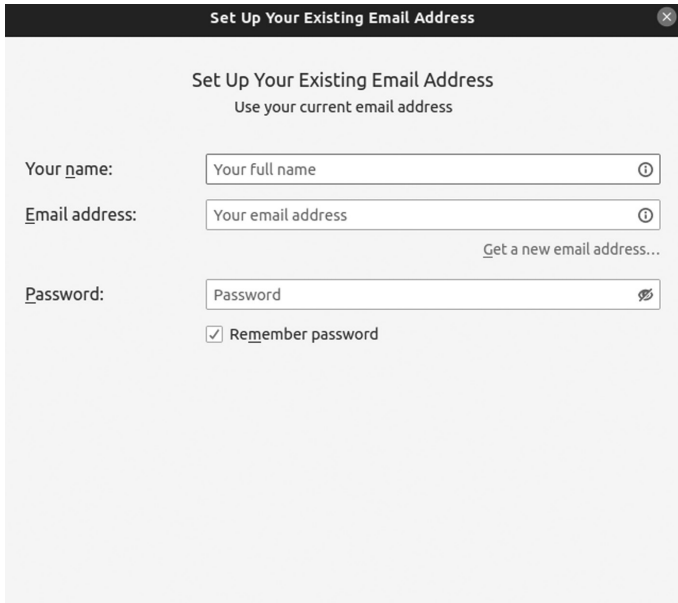 Set Up Your Existing Email Address
Set Up Your Existing Email Address
Use your current email address
Your name: Your full name
Email address: Your email address
Get a new email address...
Password: Password
Remember password